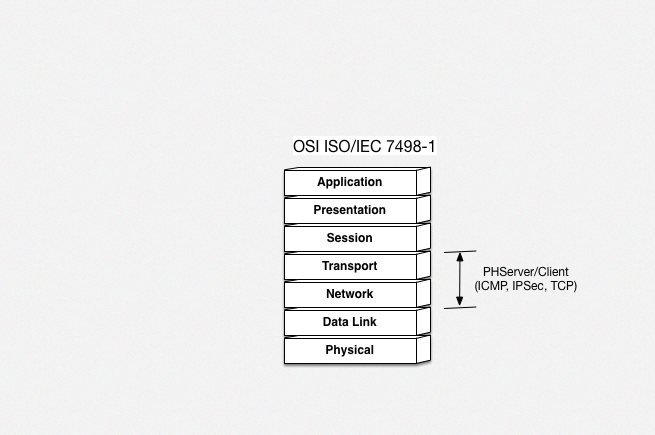 OSI ISO/IEC 7498-1
Application
Presentation
Session
Transport
Network
Data Link
Physical
PHServer/Client
(ICMP, IPSec, TCP)